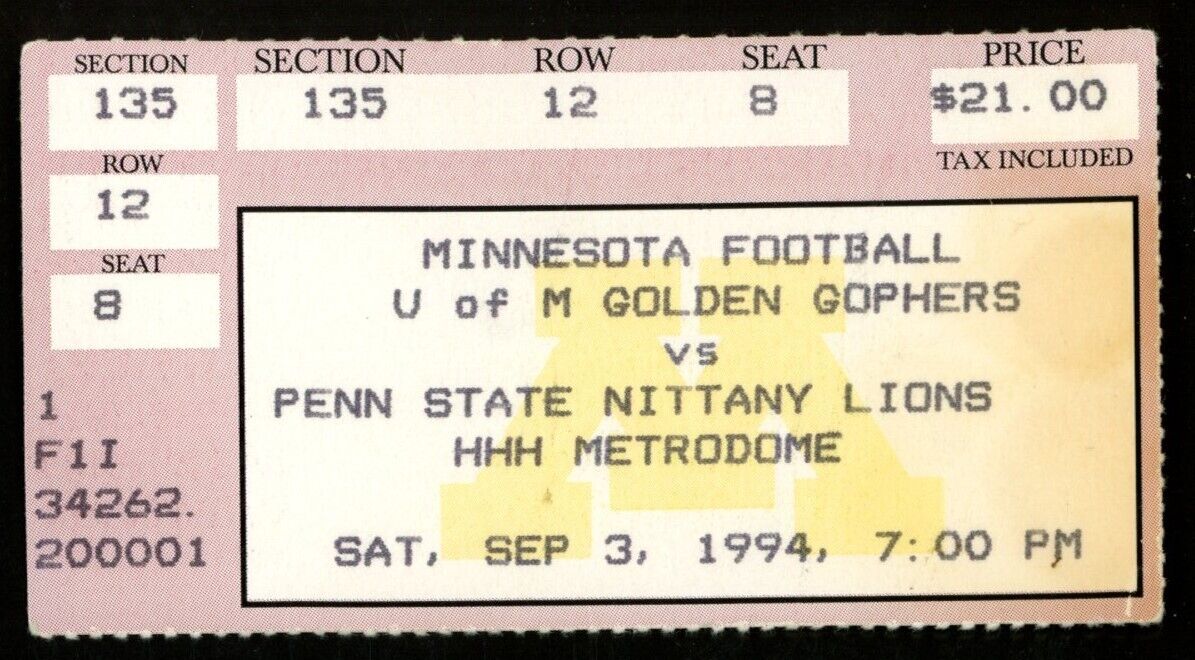 SECTION
135
ROW
12
SEAT
8
1
F1I
34262.
200001
SECTION ROW SEAT PRICE
135 12 8 $21.00
TAX INCLUDED
MINNESOTA FOOTBALL
U of M GOLDEN GOPHERS
vs
PENN STATE NITTANY LIONS
HHH METRODOME
SAT, SEP 3, 1994, 7:00 PM
M